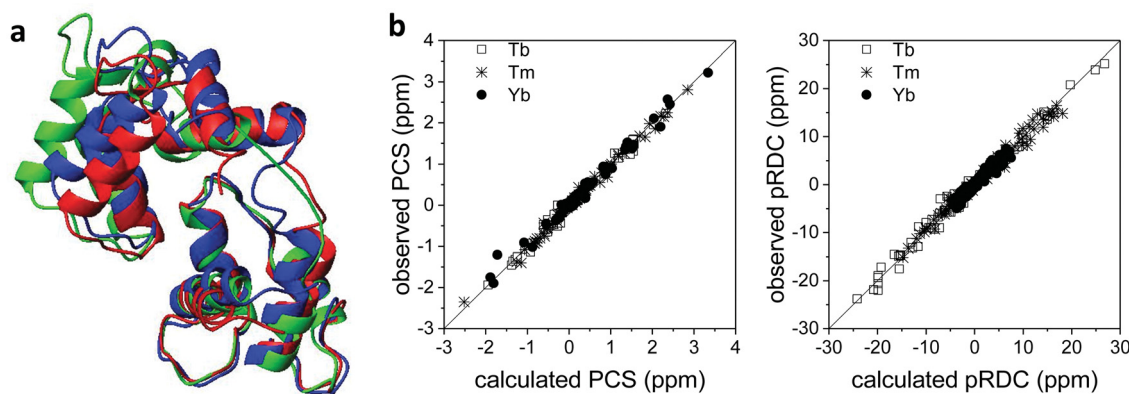 a
b
4
3
2
1
0
-1
-2
-3
-3 -2 -1 0 1 2 3 4
observed PCS (ppm)
calculated PCS (ppm)
Tb
Tm
Yb
30
20
10
0
-10
-20
-30
-30 -20 -10 0 10 20 30
observed pRDC (ppm)
calculated pRDC (ppm)
Tb
Tm
Yb